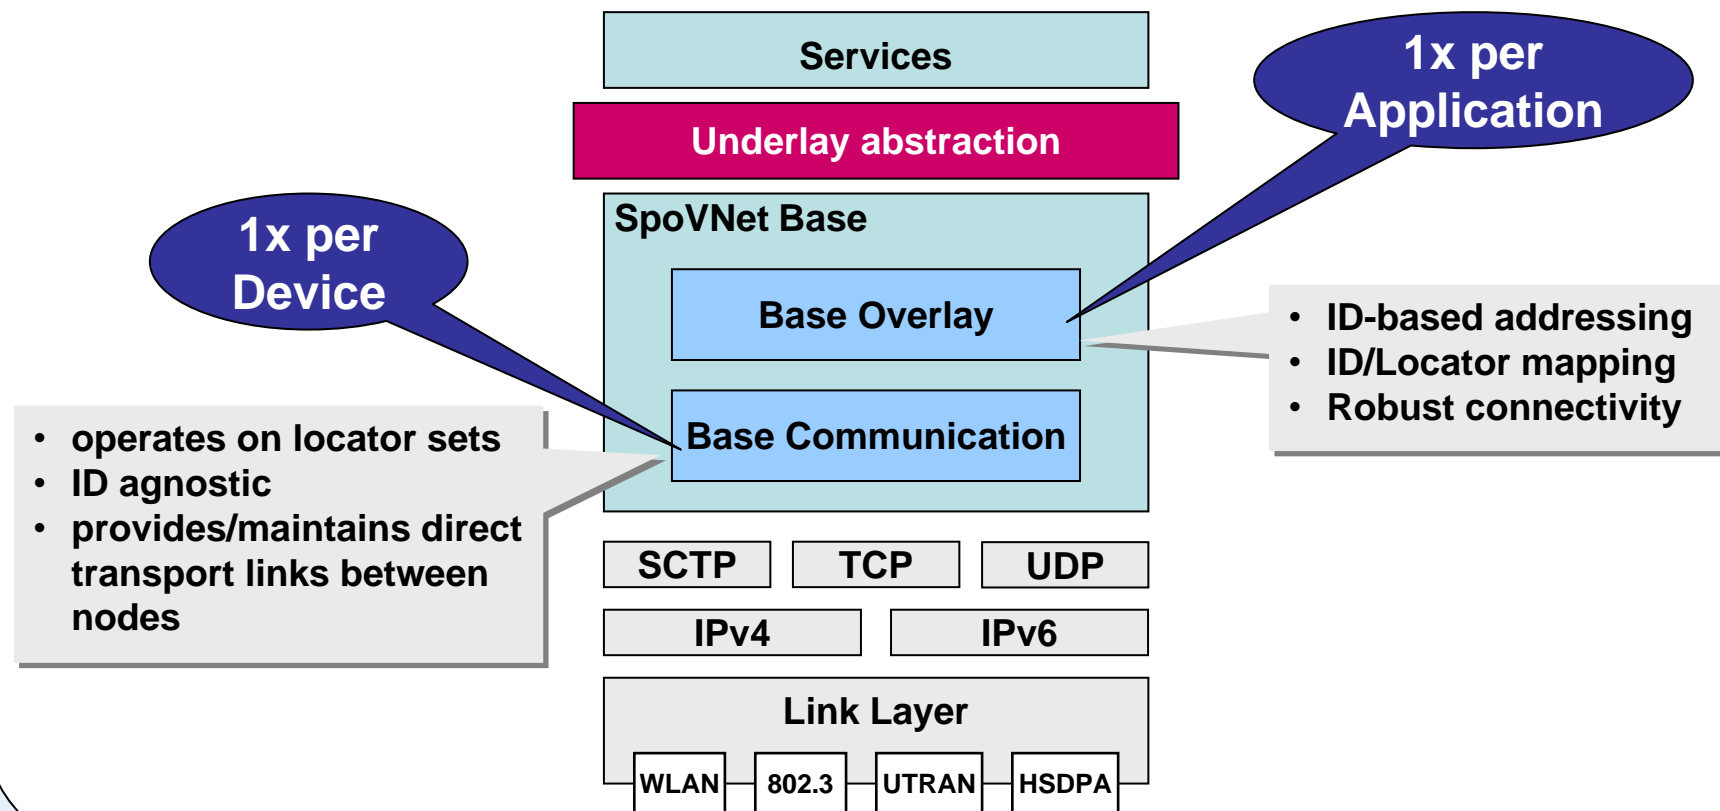 Services
1x per
Application
Underlay abstraction
SpoVNet Base
1x per
Device
Base Overlay
• ID-based addressing
• ID/Locator mapping
• Robust connectivity
Base Communication
• operates on locator sets
• ID agnostic
• provides/maintains direct
transport links between
nodes
SCTP TCP UDP
IPv4 IPv6
Link Layer
WLAN 802.3 UTRAN HSDPA